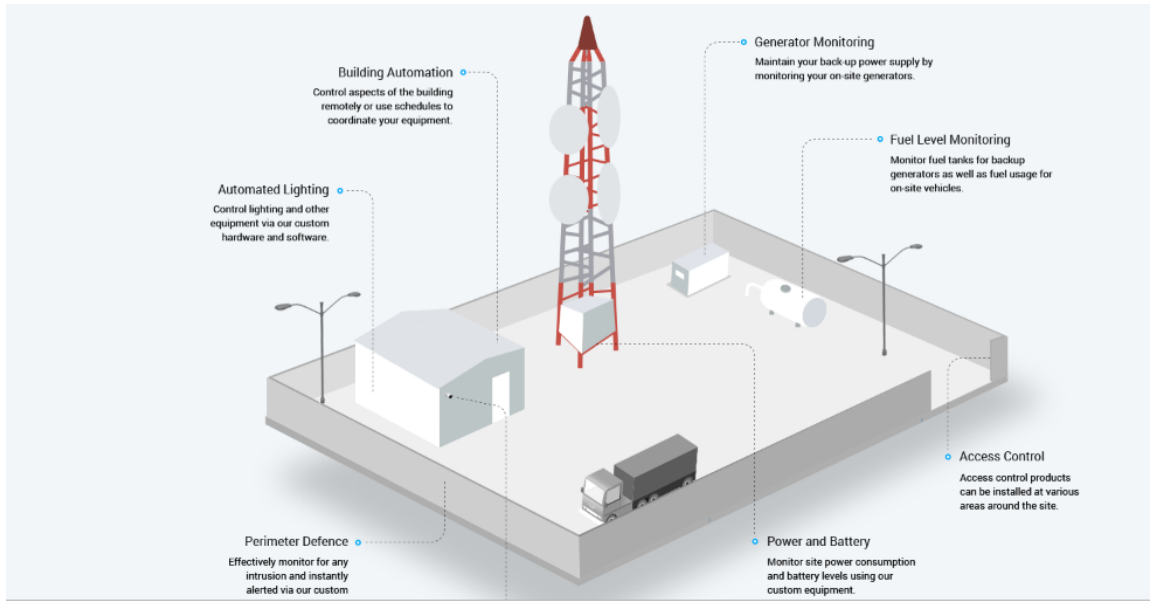 Generator Monitoring
Maintain your back-up power supply by
monitoring your on-site generators.
Building Automation
Control aspects of the building
remotely or use schedules to
coordinate your equipment.
Fuel Level Monitoring
Monitor fuel tanks for backup
generators as well as fuel usage for
on-site vehicles.
Automated Lighting
Control lighting and other
equipment via our custom
hardware and software.
Access Control
Access control products
can be installed at various
areas around the site.
Perimeter Defence
Effectively monitor for any
intrusion and instantly
alerted via our custom
Power and Battery
Monitor site power consumption
and battery levels using our
custom equipment.